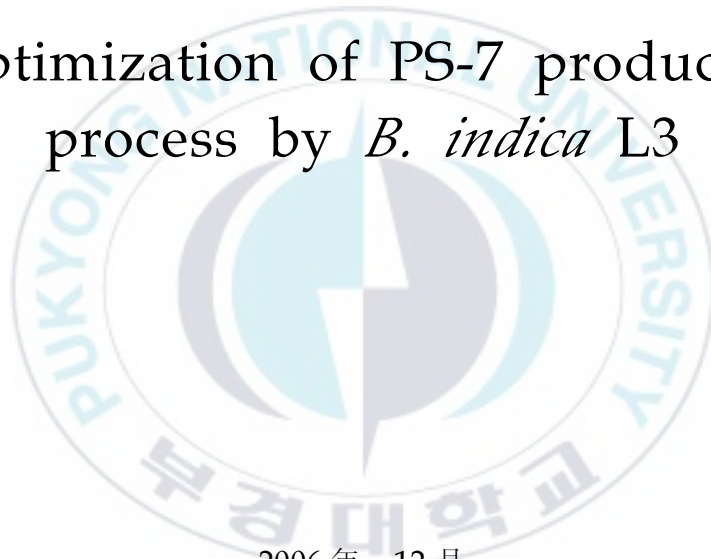 ptimization of PS-7 produc
process by B. indica L3
PUKYONG NATIONAL UNIVERSITY
부경대학교
2006 年 12 月